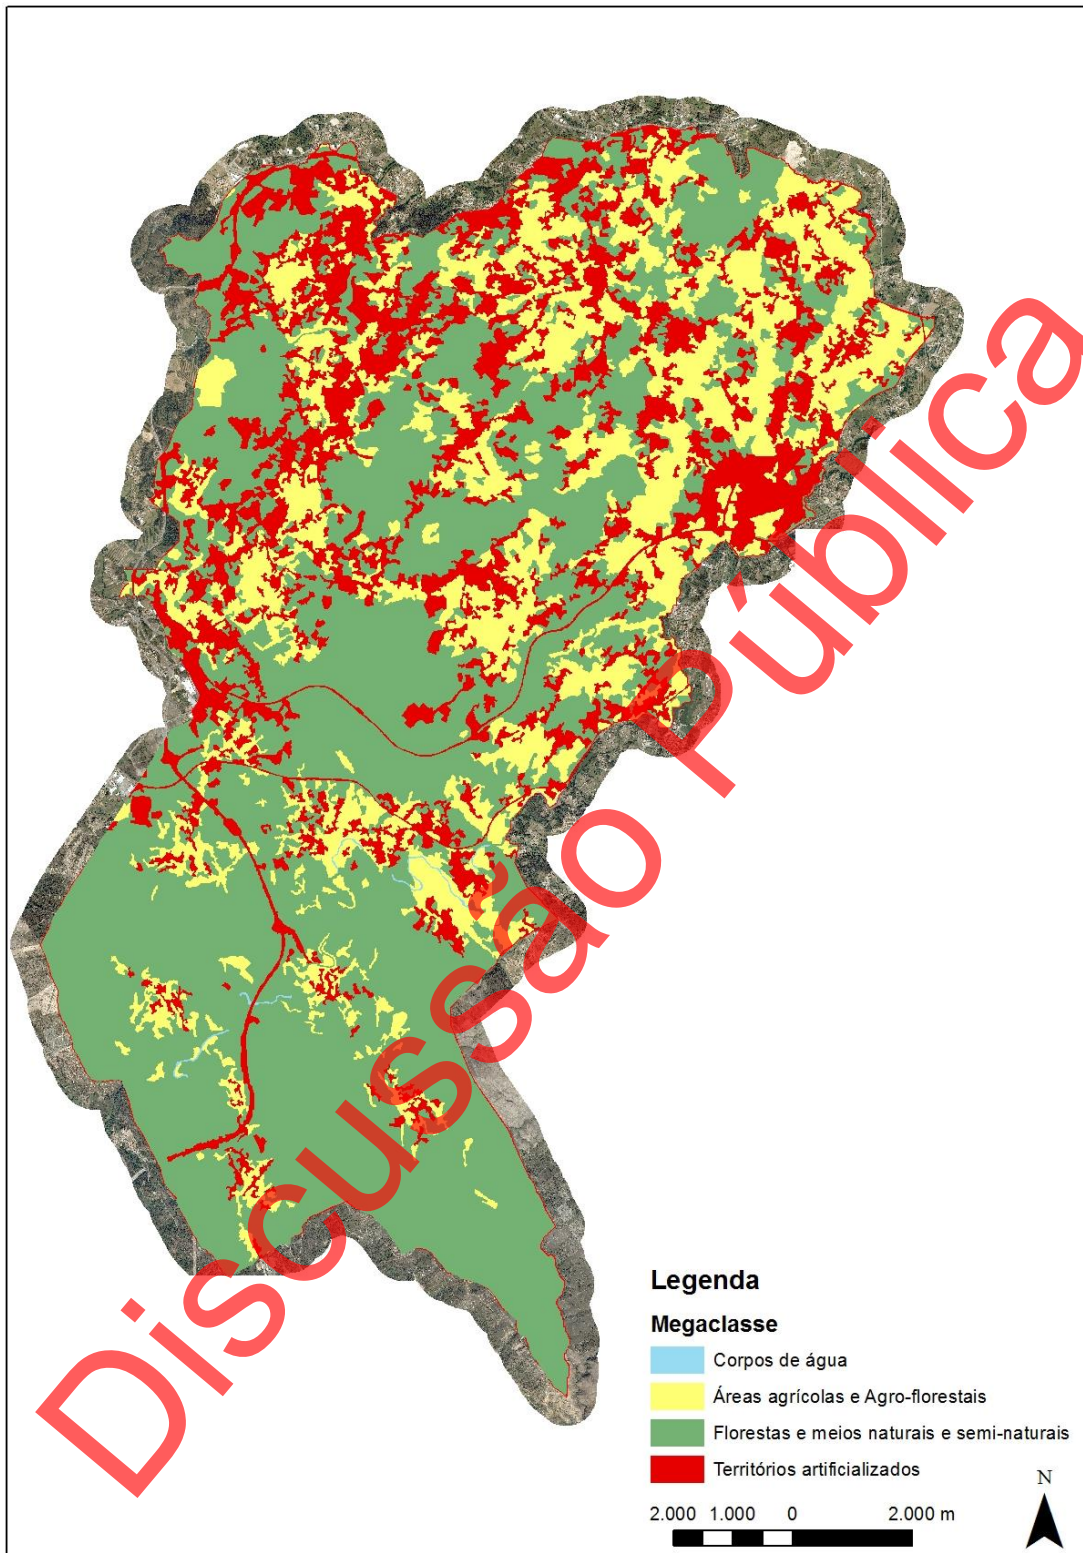 Discussão Pública
Legenda
Megaclasse
Corpos de água
Áreas agrícolas e Agro-florestais
Florestas e meios naturais e semi-naturais
Territórios artificializados
N
2.000 1.000 0 2.000 m